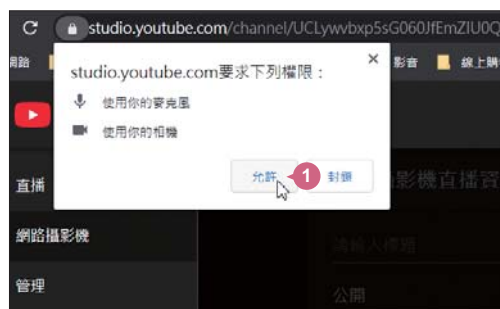 studio.youtube.com/channel/UCLywvbxp5sG060JfEmZIU0Q
網路
影音
線上購
studio.youtube.com要求下列權限：
使用你的麥克風
使用你的相機
允許
1
封鎖
直播
影機直播資
網路攝影機
請輸入標題
管理
公開